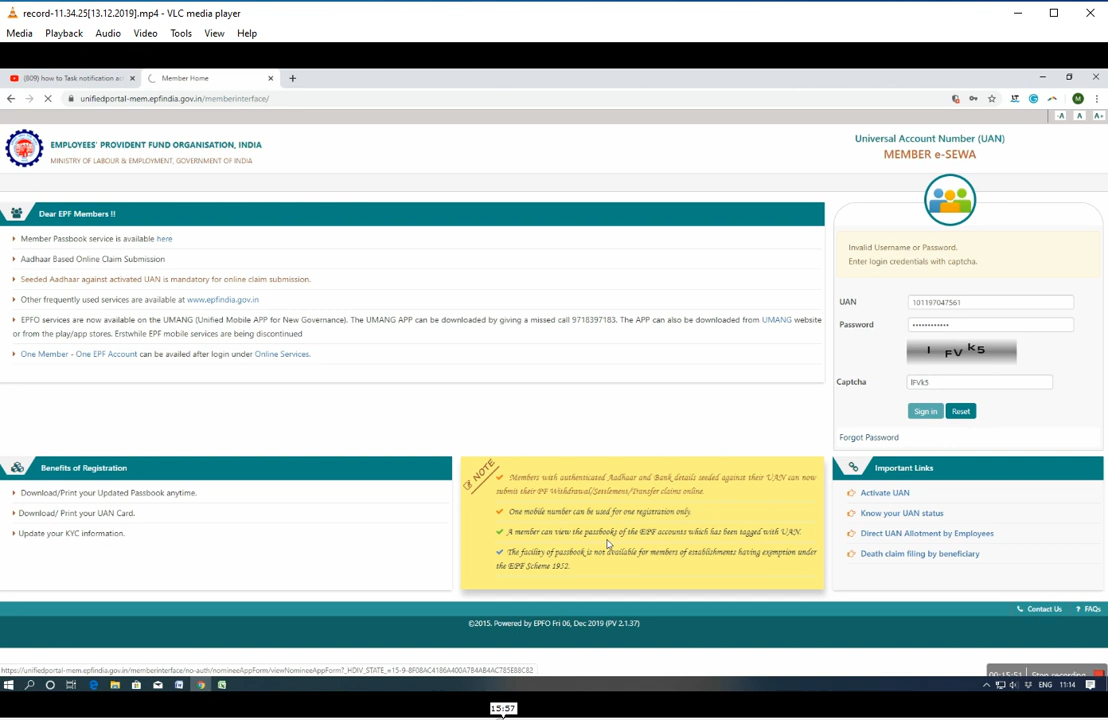 record-11.34.25[13.12.2019].mp4 - VLC media player
Media Playback Audio Video Tools View Help
(809) how to Task notification ac Member Home
unifiedportal-mem.epfindia.gov.in/memberinterface/
-A A A+
EMPLOYEES' PROVIDENT FUND ORGANISATION, INDIA
MINISTRY OF LABOUR & EMPLOYMENT, GOVERNMENT OF INDIA
Universal Account Number (UAN)
MEMBER e-SEWA
Dear EPF Members !!
Member Passbook service is available here
Aadhaar Based Online Claim Submission
Seeded Aadhaar against activated UAN is mandatory for online claim submission.
Other frequently used services are available at www.epfindia.gov.in
EPFO services are now available on the UMANG (Unified Mobile APP for New Governance). The UMANG APP can be downloaded by giving a missed call 9718397183. The APP can also be downloaded from UMANG website
or from the play/app stores. Erstwhile EPF mobile services are being discontinued
One Member - One EPF Account can be availed after login under Online Services.
Invalid Username or Password.
Enter login credentials with captcha.
UAN 101197047561
Password ••••••••••••
I FV k5
Captcha IFVk5
Sign in Reset
Forgot Password
Benefits of Registration
Download/Print your Updated Passbook anytime.
Download/ Print your UAN Card.
Update your KYC information.
NOTE
Members with authenticated Aadhaar and Bank details seeded against their UAN can now
submit their PF Withdrawal/Settlement/Transfer claims online.
One mobile number can be used for one registration only.
A member can view the passbooks of the EPF accounts which has been tagged with UAN.
The facility of passbook is not available for members of establishments having exemption under
the EPF Scheme 1952.
Important Links
Activate UAN
Know your UAN status
Direct UAN Allotment by Employees
Death claim filing by beneficiary
Contact Us ? FAQs
©2015. Powered by EPFO Fri 06, Dec 2019 (PV 2.1.37)
00:15:51 Stop recording
ENG 11:14
15:57